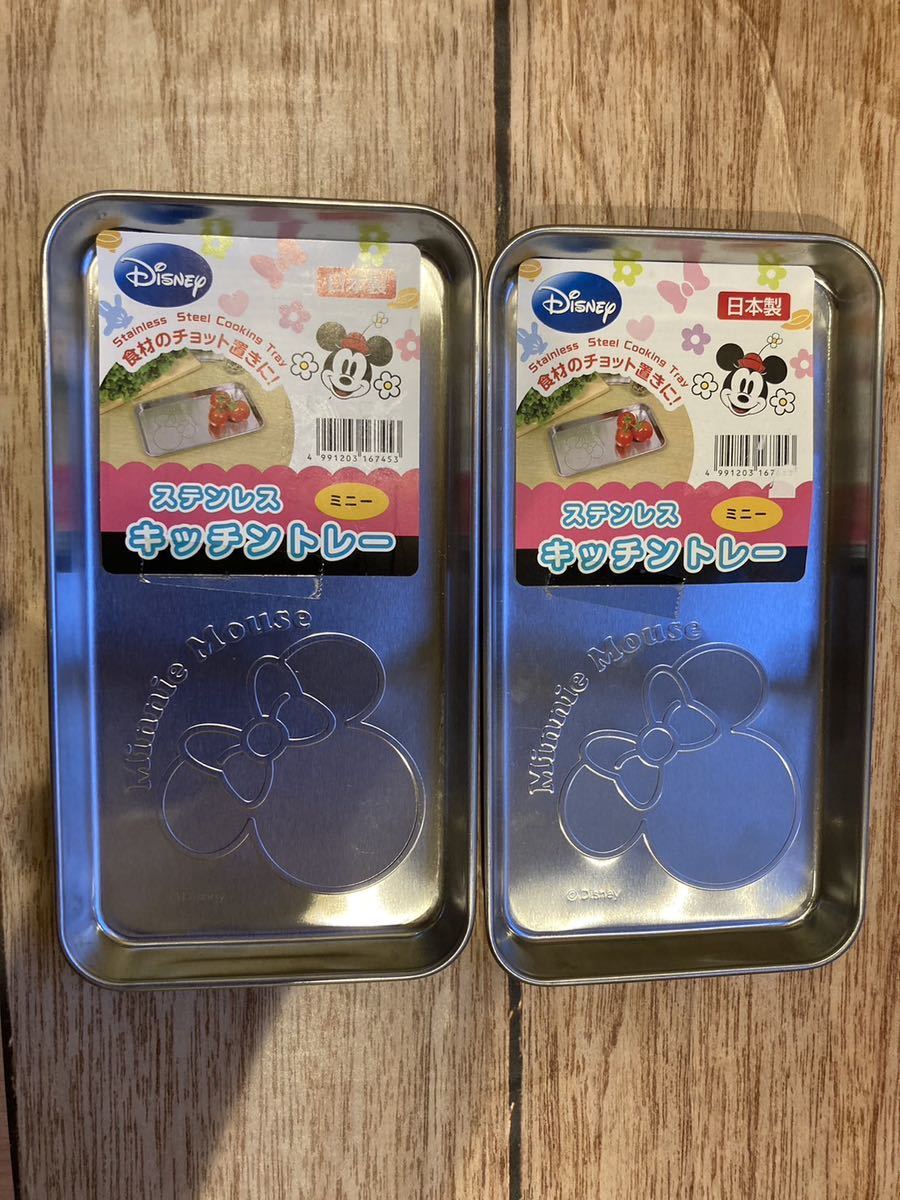 Disney
日本製
Stainless Steel Cooking Tray
食材のチョット置きに!
4 991203 167453
ステンレス
ミニー
キッチントレー
Minnie Mouse
©Disney
Disney
日本製
Stainless Steel Cooking Tray
食材のチョット置きに!
4 991203 167
ステンレス
ミニー
キッチントレー
Minnie Mouse
©Disney